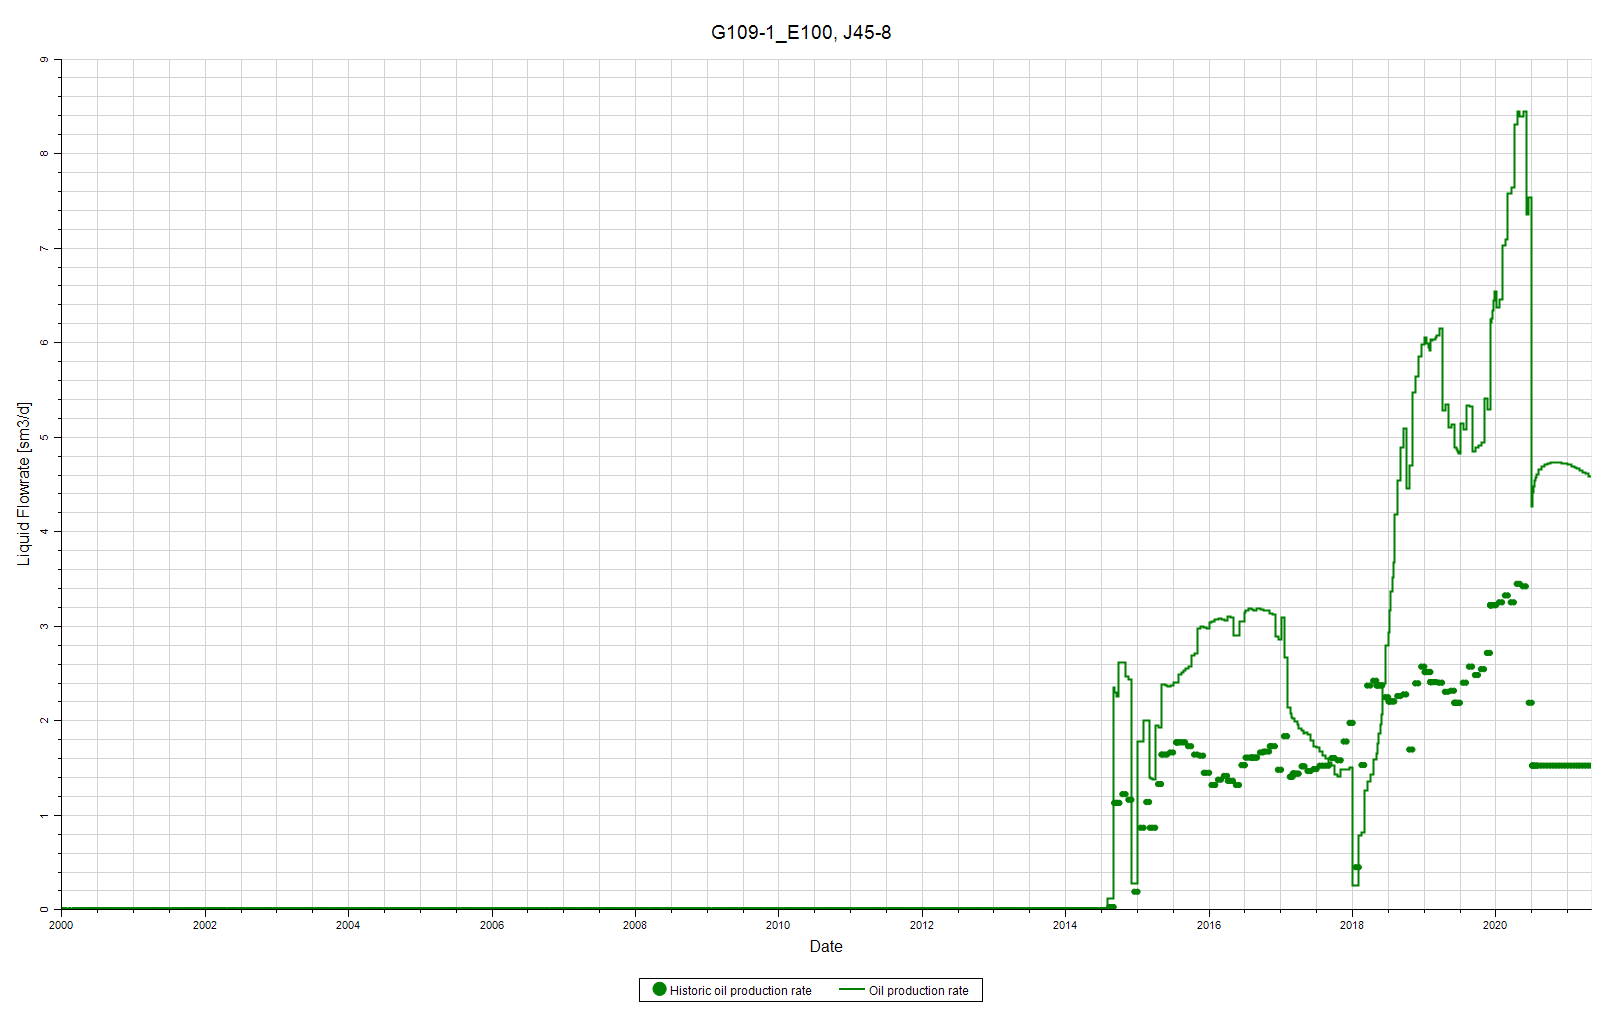 G109-1_E100, J45-8
9
8
7
6
5
4
3
2
1
0
Liquid Flowrate [sm3/d]
2000 2002 2004 2006 2008 2010 2012 2014 2016 2018 2020
Date
Historic oil production rate Oil production rate